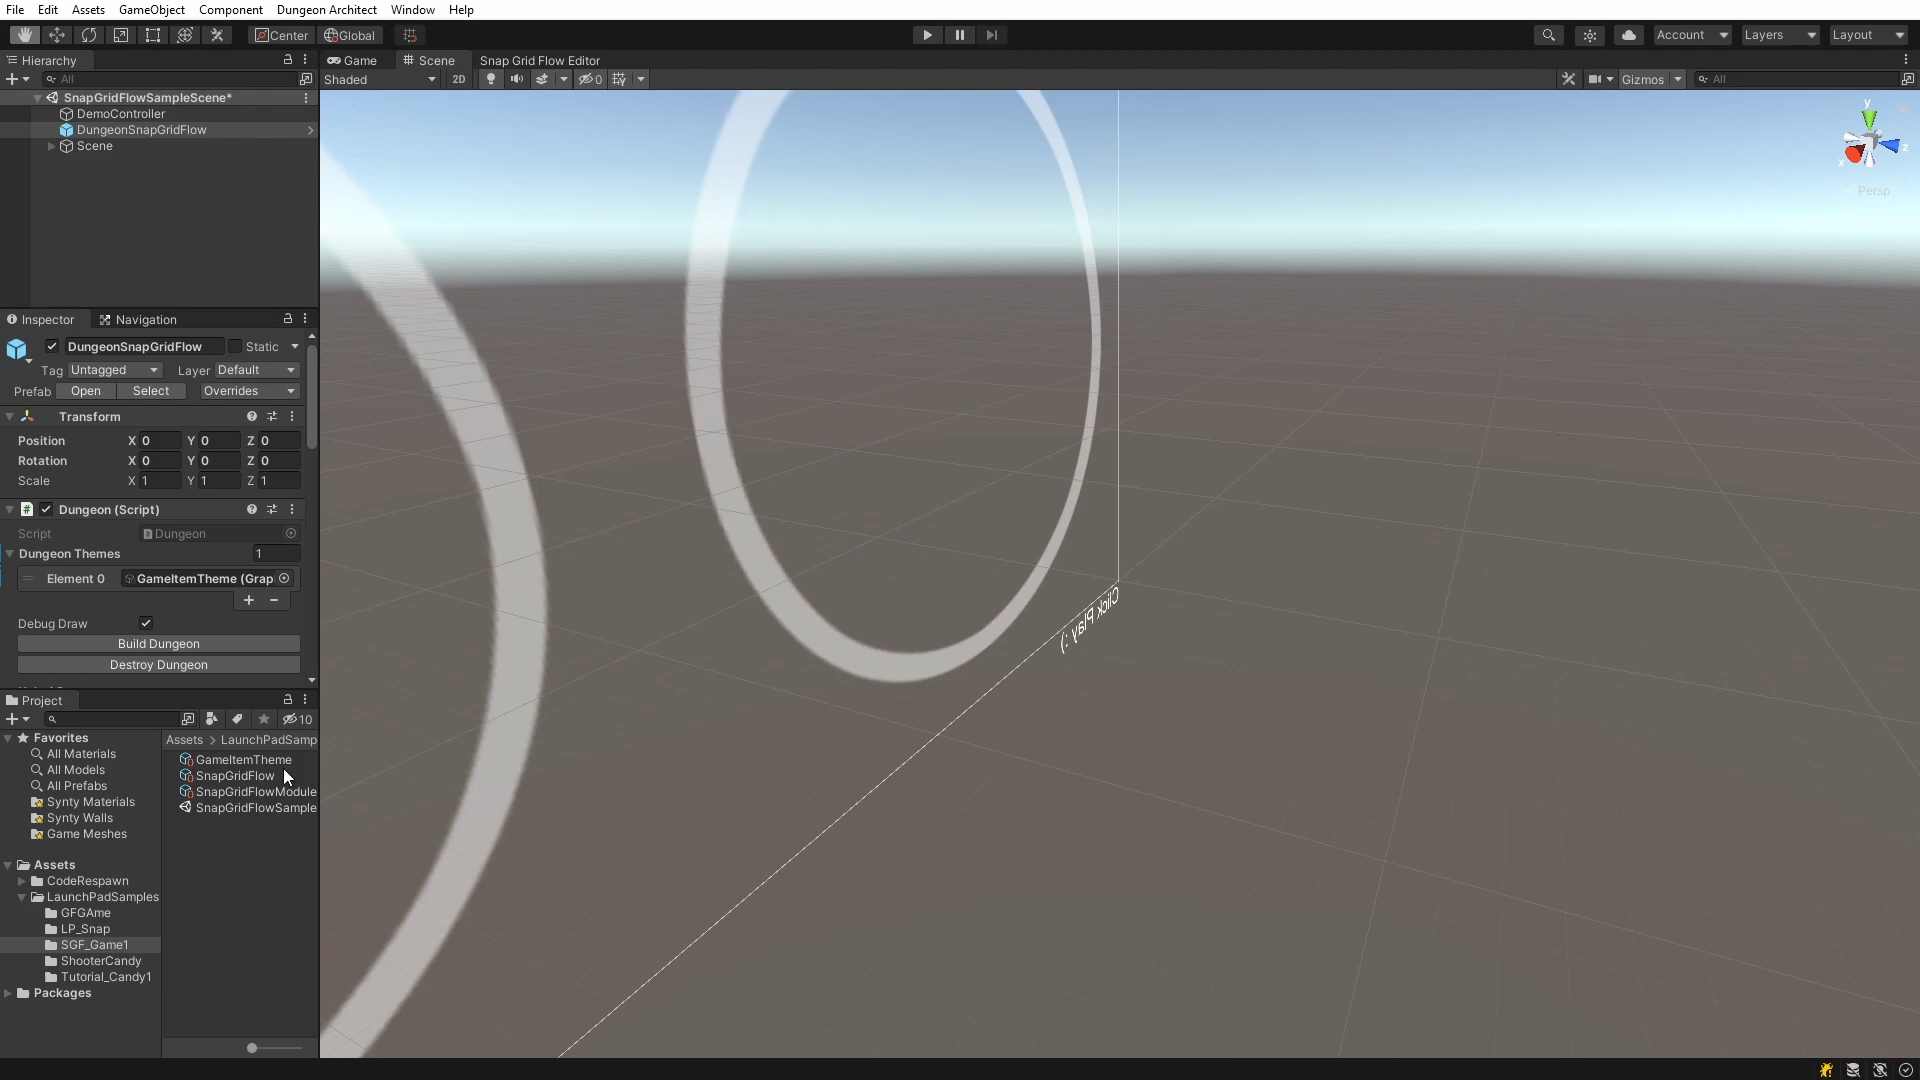 File Edit Assets GameObject Component Dungeon Architect Window Help
Center Global Account Layers Layout
Hierarchy
All
SnapGridFlowSampleScene*
DemoController
DungeonSnapGridFlow
Scene
Game Scene Snap Grid Flow Editor
Shaded 2D 0 Gizmos All
y
x
z
Persp
Click Play :)
Inspector Navigation
DungeonSnapGridFlow Static
Tag Untagged Layer Default
Prefab Open Select Overrides
Transform
Position X 0 Y 0 Z 0
Rotation X 0 Y 0 Z 0
Scale X 1 Y 1 Z 1
# Dungeon (Script)
Script Dungeon
Dungeon Themes 1
Element 0 GameItemTheme (Grap
Debug Draw
Build Dungeon
Destroy Dungeon
Project
10
Favorites
All Materials
All Models
All Prefabs
Synty Materials
Synty Walls
Game Meshes
Assets
CodeRespawn
LaunchPadSamples
GFGAme
LP_Snap
SGF_Game1
ShooterCandy
Tutorial_Candy1
Packages
Assets > LaunchPadSamp
GameItemTheme
SnapGridFlow
SnapGridFlowModule
SnapGridFlowSample